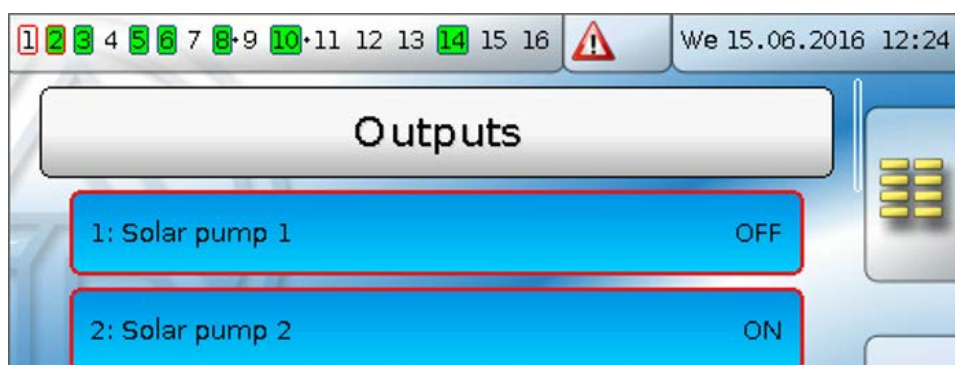 1 2 3 4 5 6 7 8+9 10+11 12 13 14 15 16 We 15.06.2016 12:24
Outputs
1: Solar pump 1 OFF
2: Solar pump 2 ON